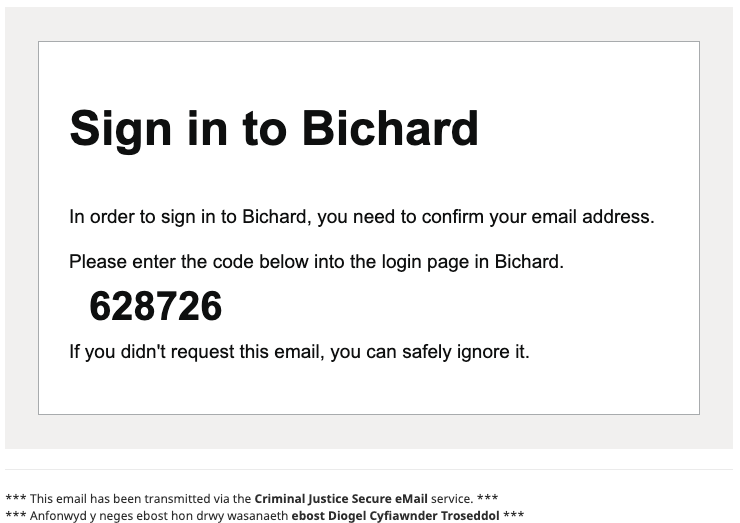 Sign in to Bichard
In order to sign in to Bichard, you need to confirm your email address.
Please enter the code below into the login page in Bichard.
628726
If you didn't request this email, you can safely ignore it.
*** This email has been transmitted via the Criminal Justice Secure eMail service. ***
*** Anfonwyd y neges ebost hon drwy wasanaeth ebost Diogel Cyfiawnder Troseddol ***